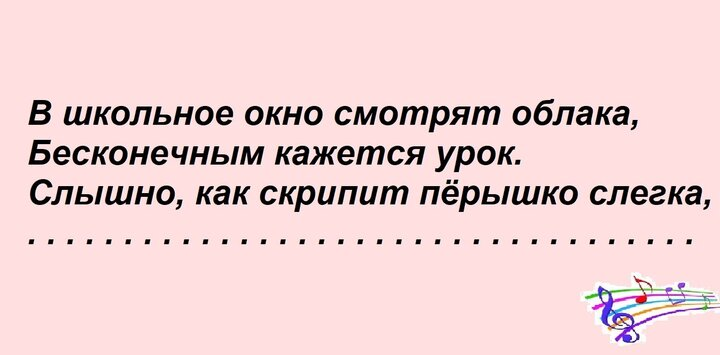 В школьное окно смотрят облака,
Бесконечным кажется урок.
Слышно, как скрипит пёрышко слегка,
. . . . . . . . . . . . . . . . . . . . . . . . . . . . . . . . . . .